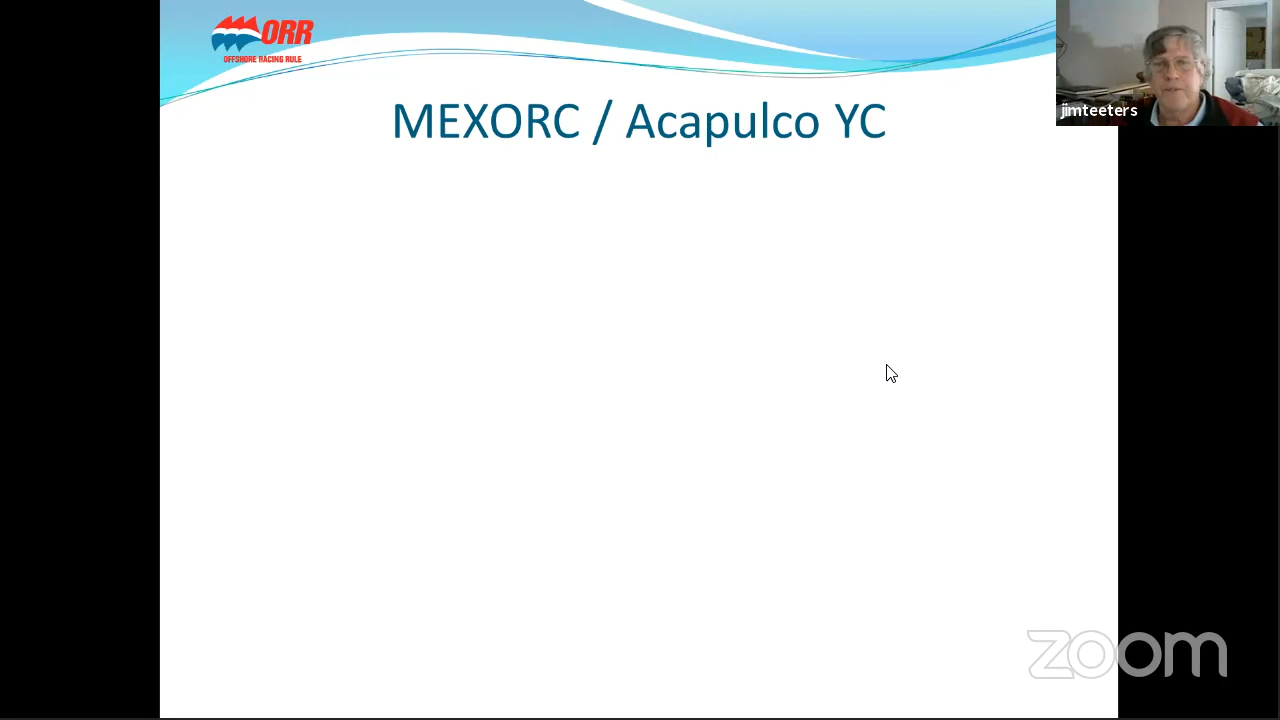 ORR
OFFSHORE RACING RULE
MEXORC / Acapulco YC
jimteeters
zoom